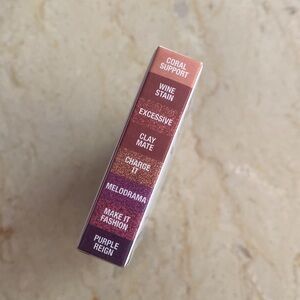 CORAL
SUPPORT
WINE
STAIN
EXCESSIVE
CLAY
MATE
CHARGE
IT
MELODRAMA
MAKE IT
FASHION
PURPLE
REIGN